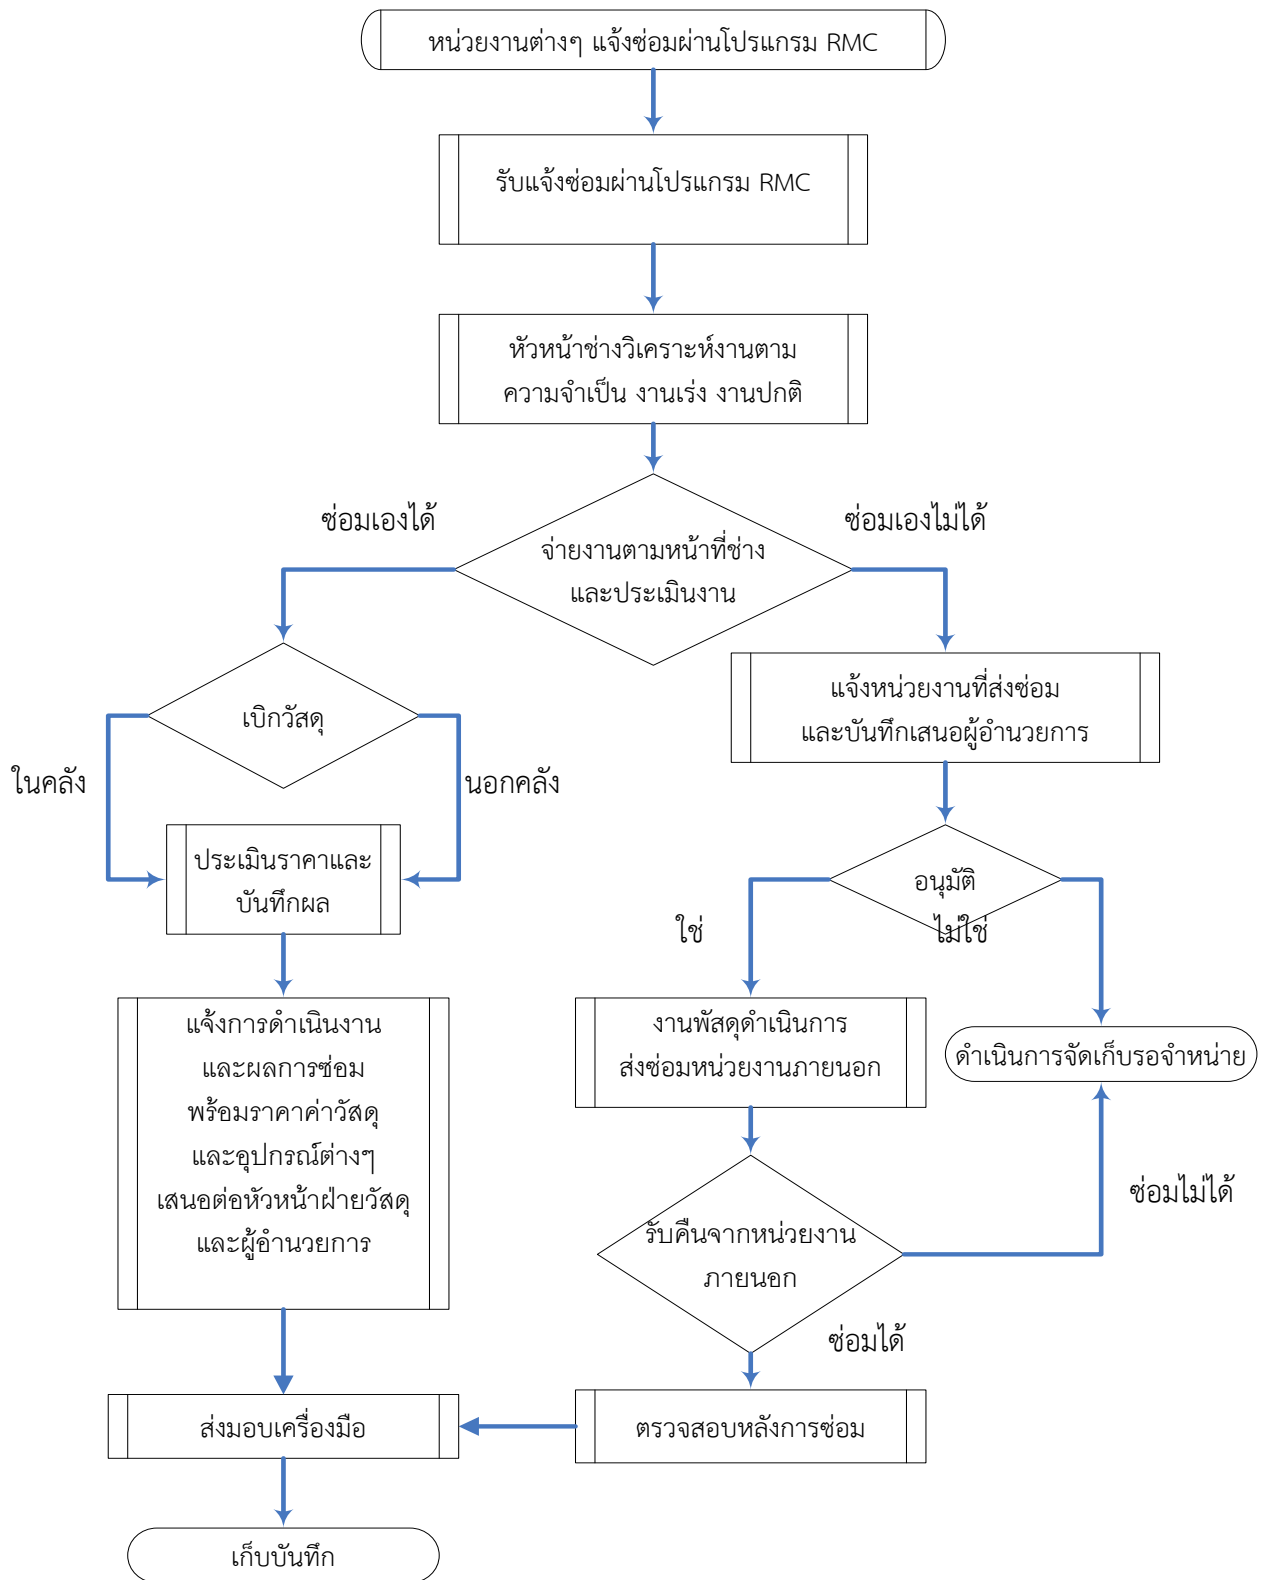 หน่วยงานต่างๆ แจ้งซ่อมผ่านโปรแกรม RMC
รับแจ้งซ่อมผ่านโปรแกรม RMC
หัวหน้าช่างวิเคราะห์งานตาม
ความจำเป็น งานเร่ง งานปกติ
ซ่อมเองได้
ซ่อมเองไม่ได้
จ่ายงานตามหน้าที่ช่าง
และประเมินงาน
เบิกวัสดุ
แจ้งหน่วยงานที่ส่งซ่อม
และบันทึกเสนอผู้อำนวยการ
ในคลัง
นอกคลัง
ประเมินราคาและ
บันทึกผล
อนุมัติ
ใช่
ไม่ใช่
แจ้งการดำเนินงาน
และผลการซ่อม
พร้อมราคาค่าวัสดุ
และอุปกรณ์ต่างๆ
เสนอต่อหัวหน้าฝ่ายวัสดุ
และผู้อำนวยการ
งานพัสดุดำเนินการ
ส่งซ่อมหน่วยงานภายนอก
ดำเนินการจัดเก็บรอจำหน่าย
ซ่อมไม่ได้
รับคืนจากหน่วยงาน
ภายนอก
ซ่อมได้
ส่งมอบเครื่องมือ
ตรวจสอบหลังการซ่อม
เก็บบันทึก